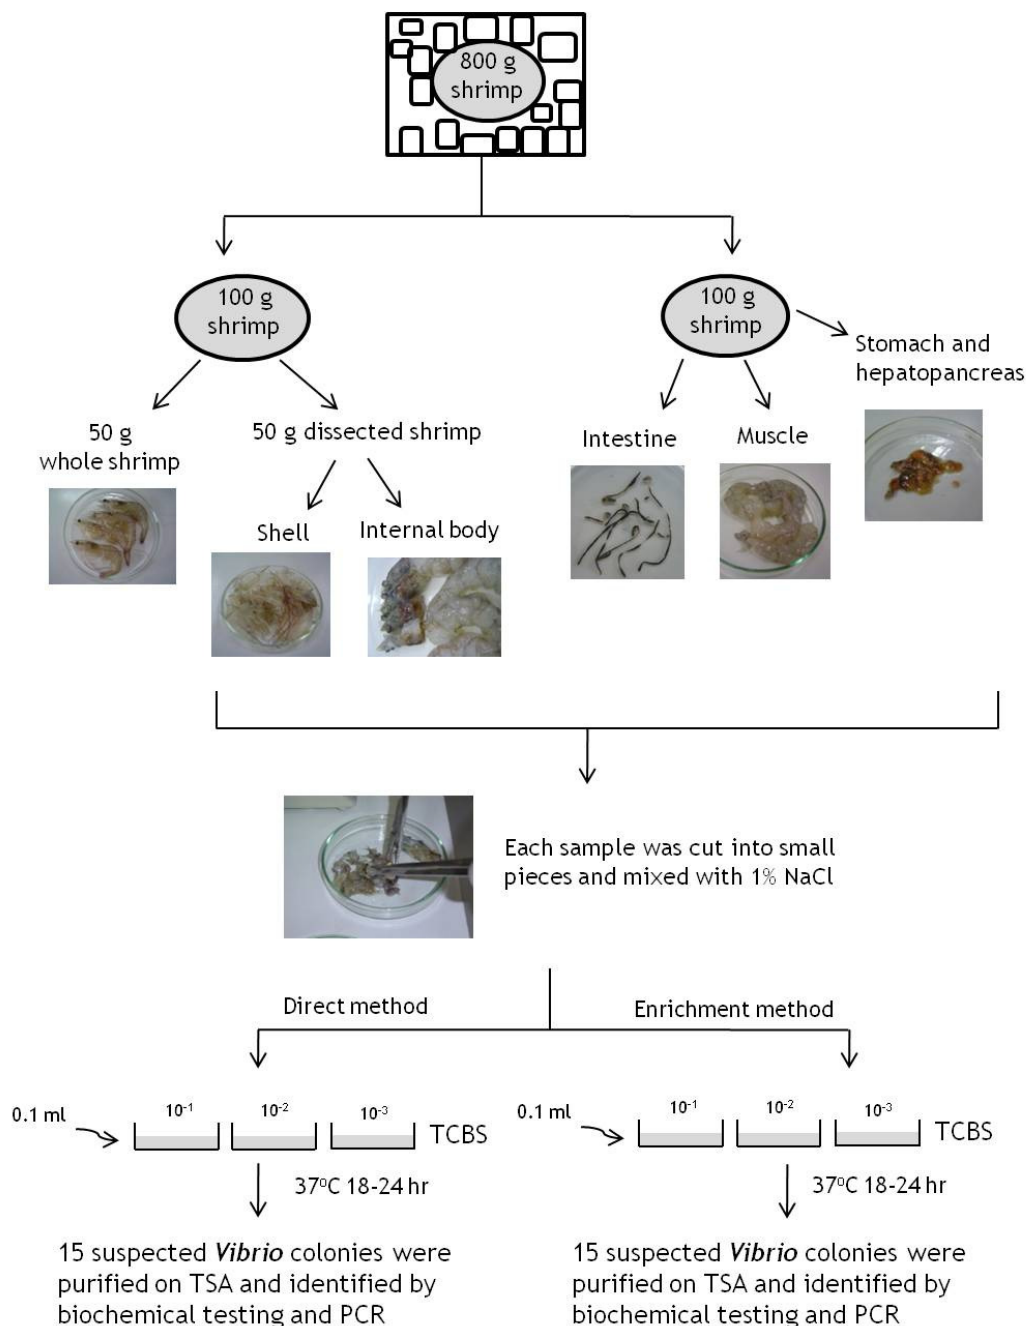 800 g
shrimp
100 g
shrimp
100 g
shrimp
Stomach and
hepatopancreas
50 g
whole shrimp
50 g dissected shrimp
Intestine
Muscle
Shell
Internal body
Each sample was cut into small
pieces and mixed with 1% NaCl
Direct method
Enrichment method
0.1 ml
10⁻¹
10⁻²
10⁻³
TCBS
0.1 ml
10⁻¹
10⁻²
10⁻³
TCBS
37⁰C 18-24 hr
37⁰C 18-24 hr
15 suspected Vibrio colonies were
purified on TSA and identified by
biochemical testing and PCR
15 suspected Vibrio colonies were
purified on TSA and identified by
biochemical testing and PCR